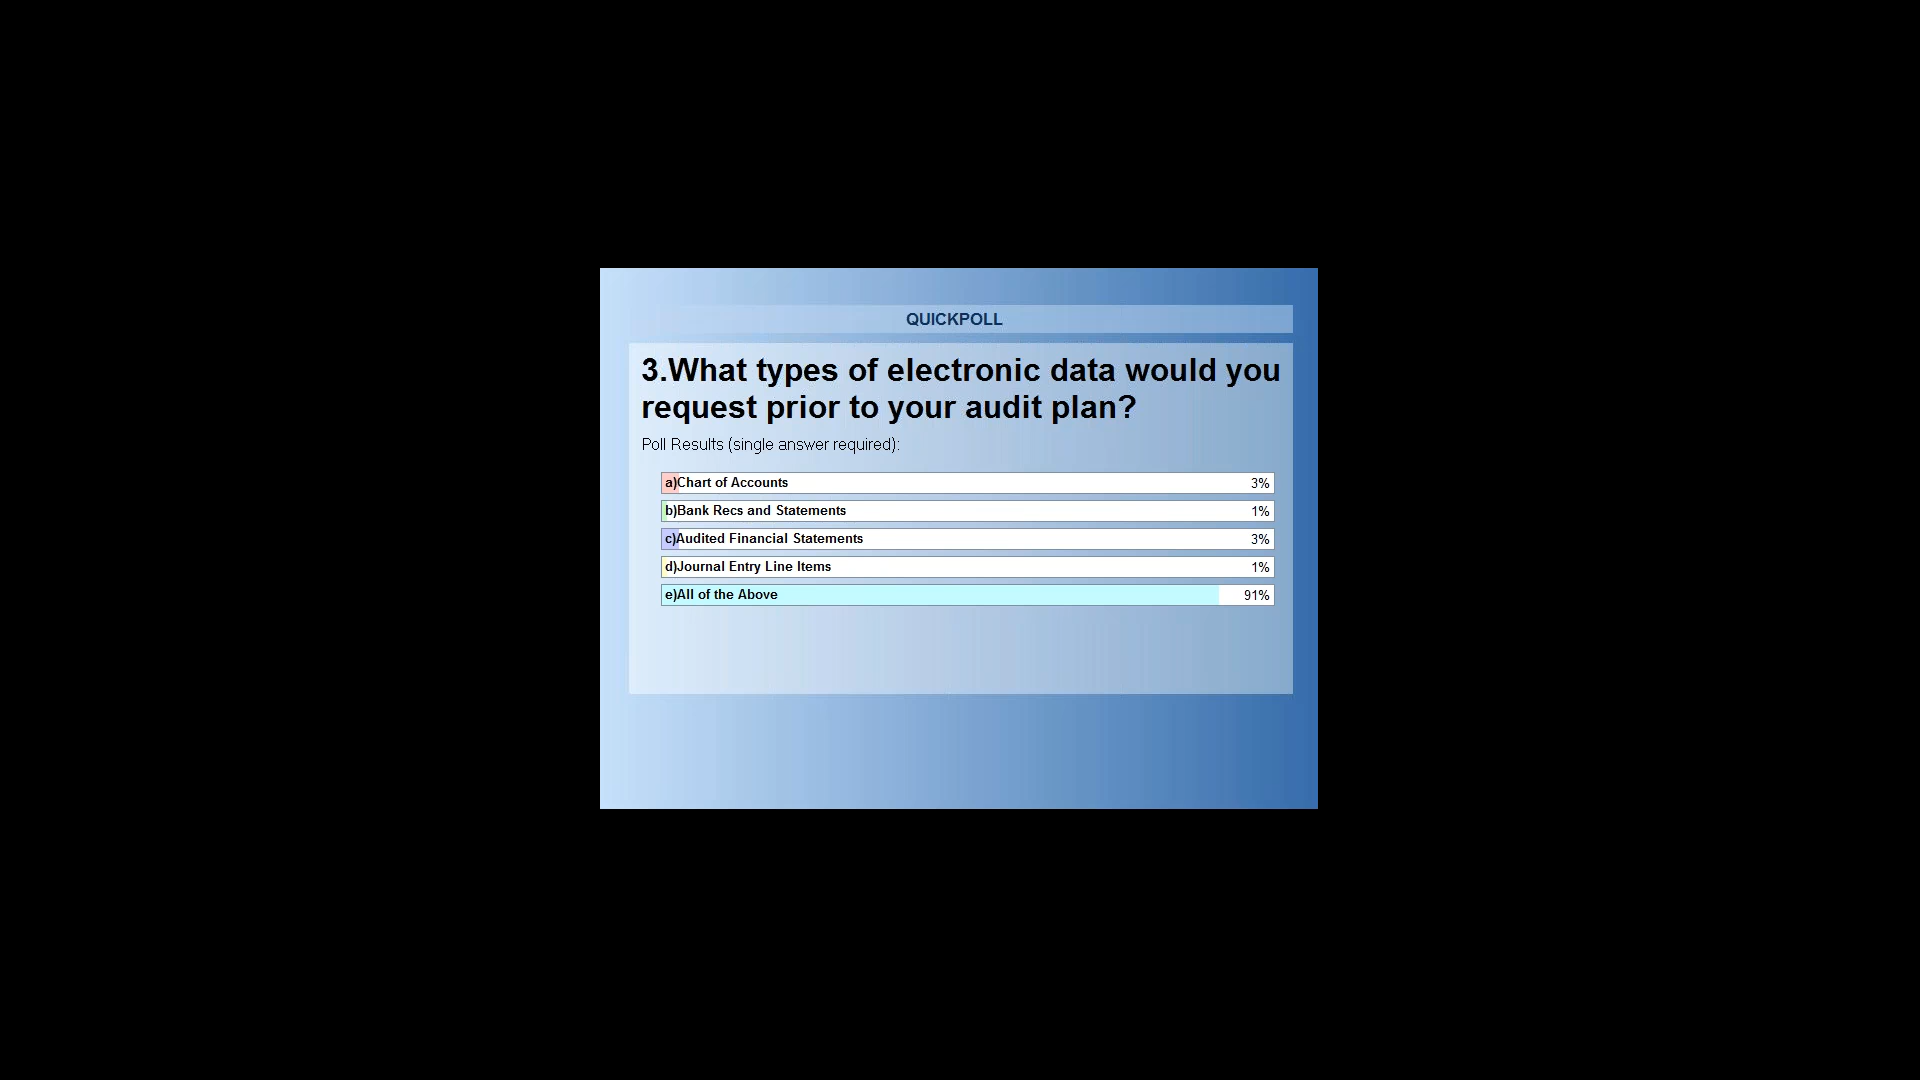 QUICKPOLL
3.What types of electronic data would you
request prior to your audit plan?
Poll Results (single answer required):
a)Chart of Accounts 3%
b)Bank Recs and Statements 1%
c)Audited Financial Statements 3%
d)Journal Entry Line Items 1%
e)All of the Above 91%